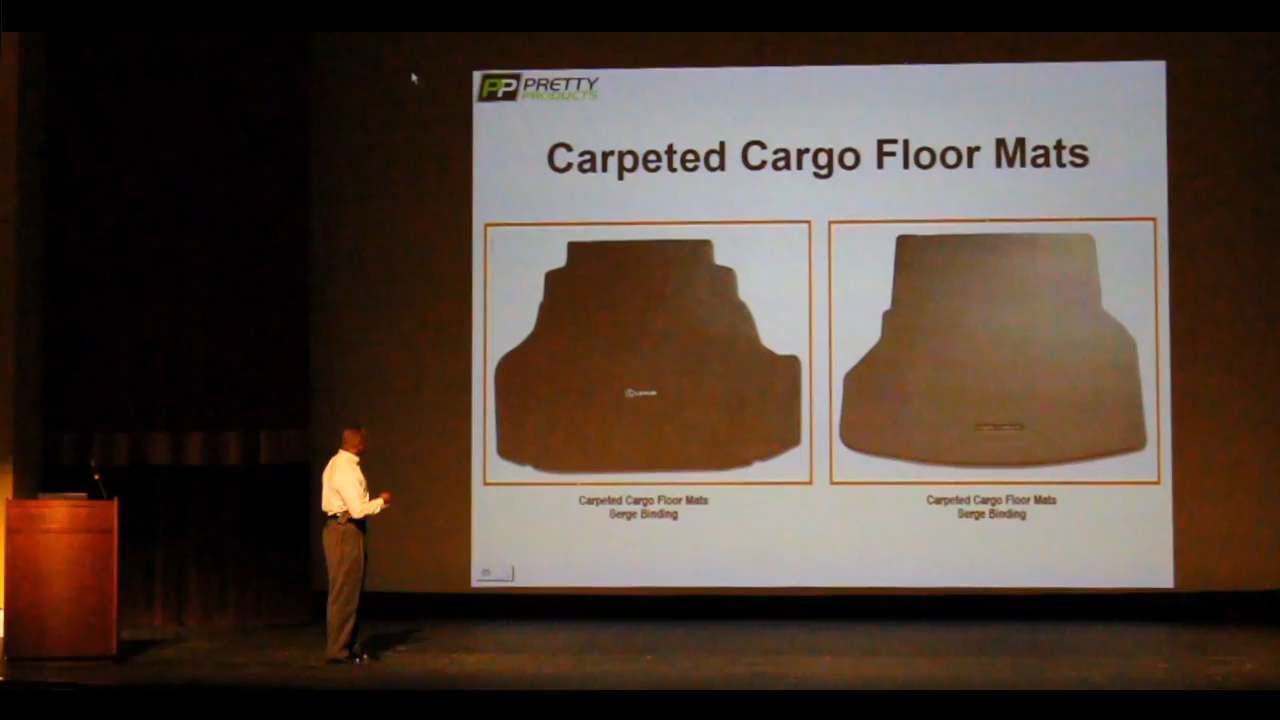 PP PRETTY
PRODUCTS
Carpeted Cargo Floor Mats
LEXUS
Carpeted Cargo Floor Mats
Serge Binding
Carpeted Cargo Floor Mats
Serge Binding